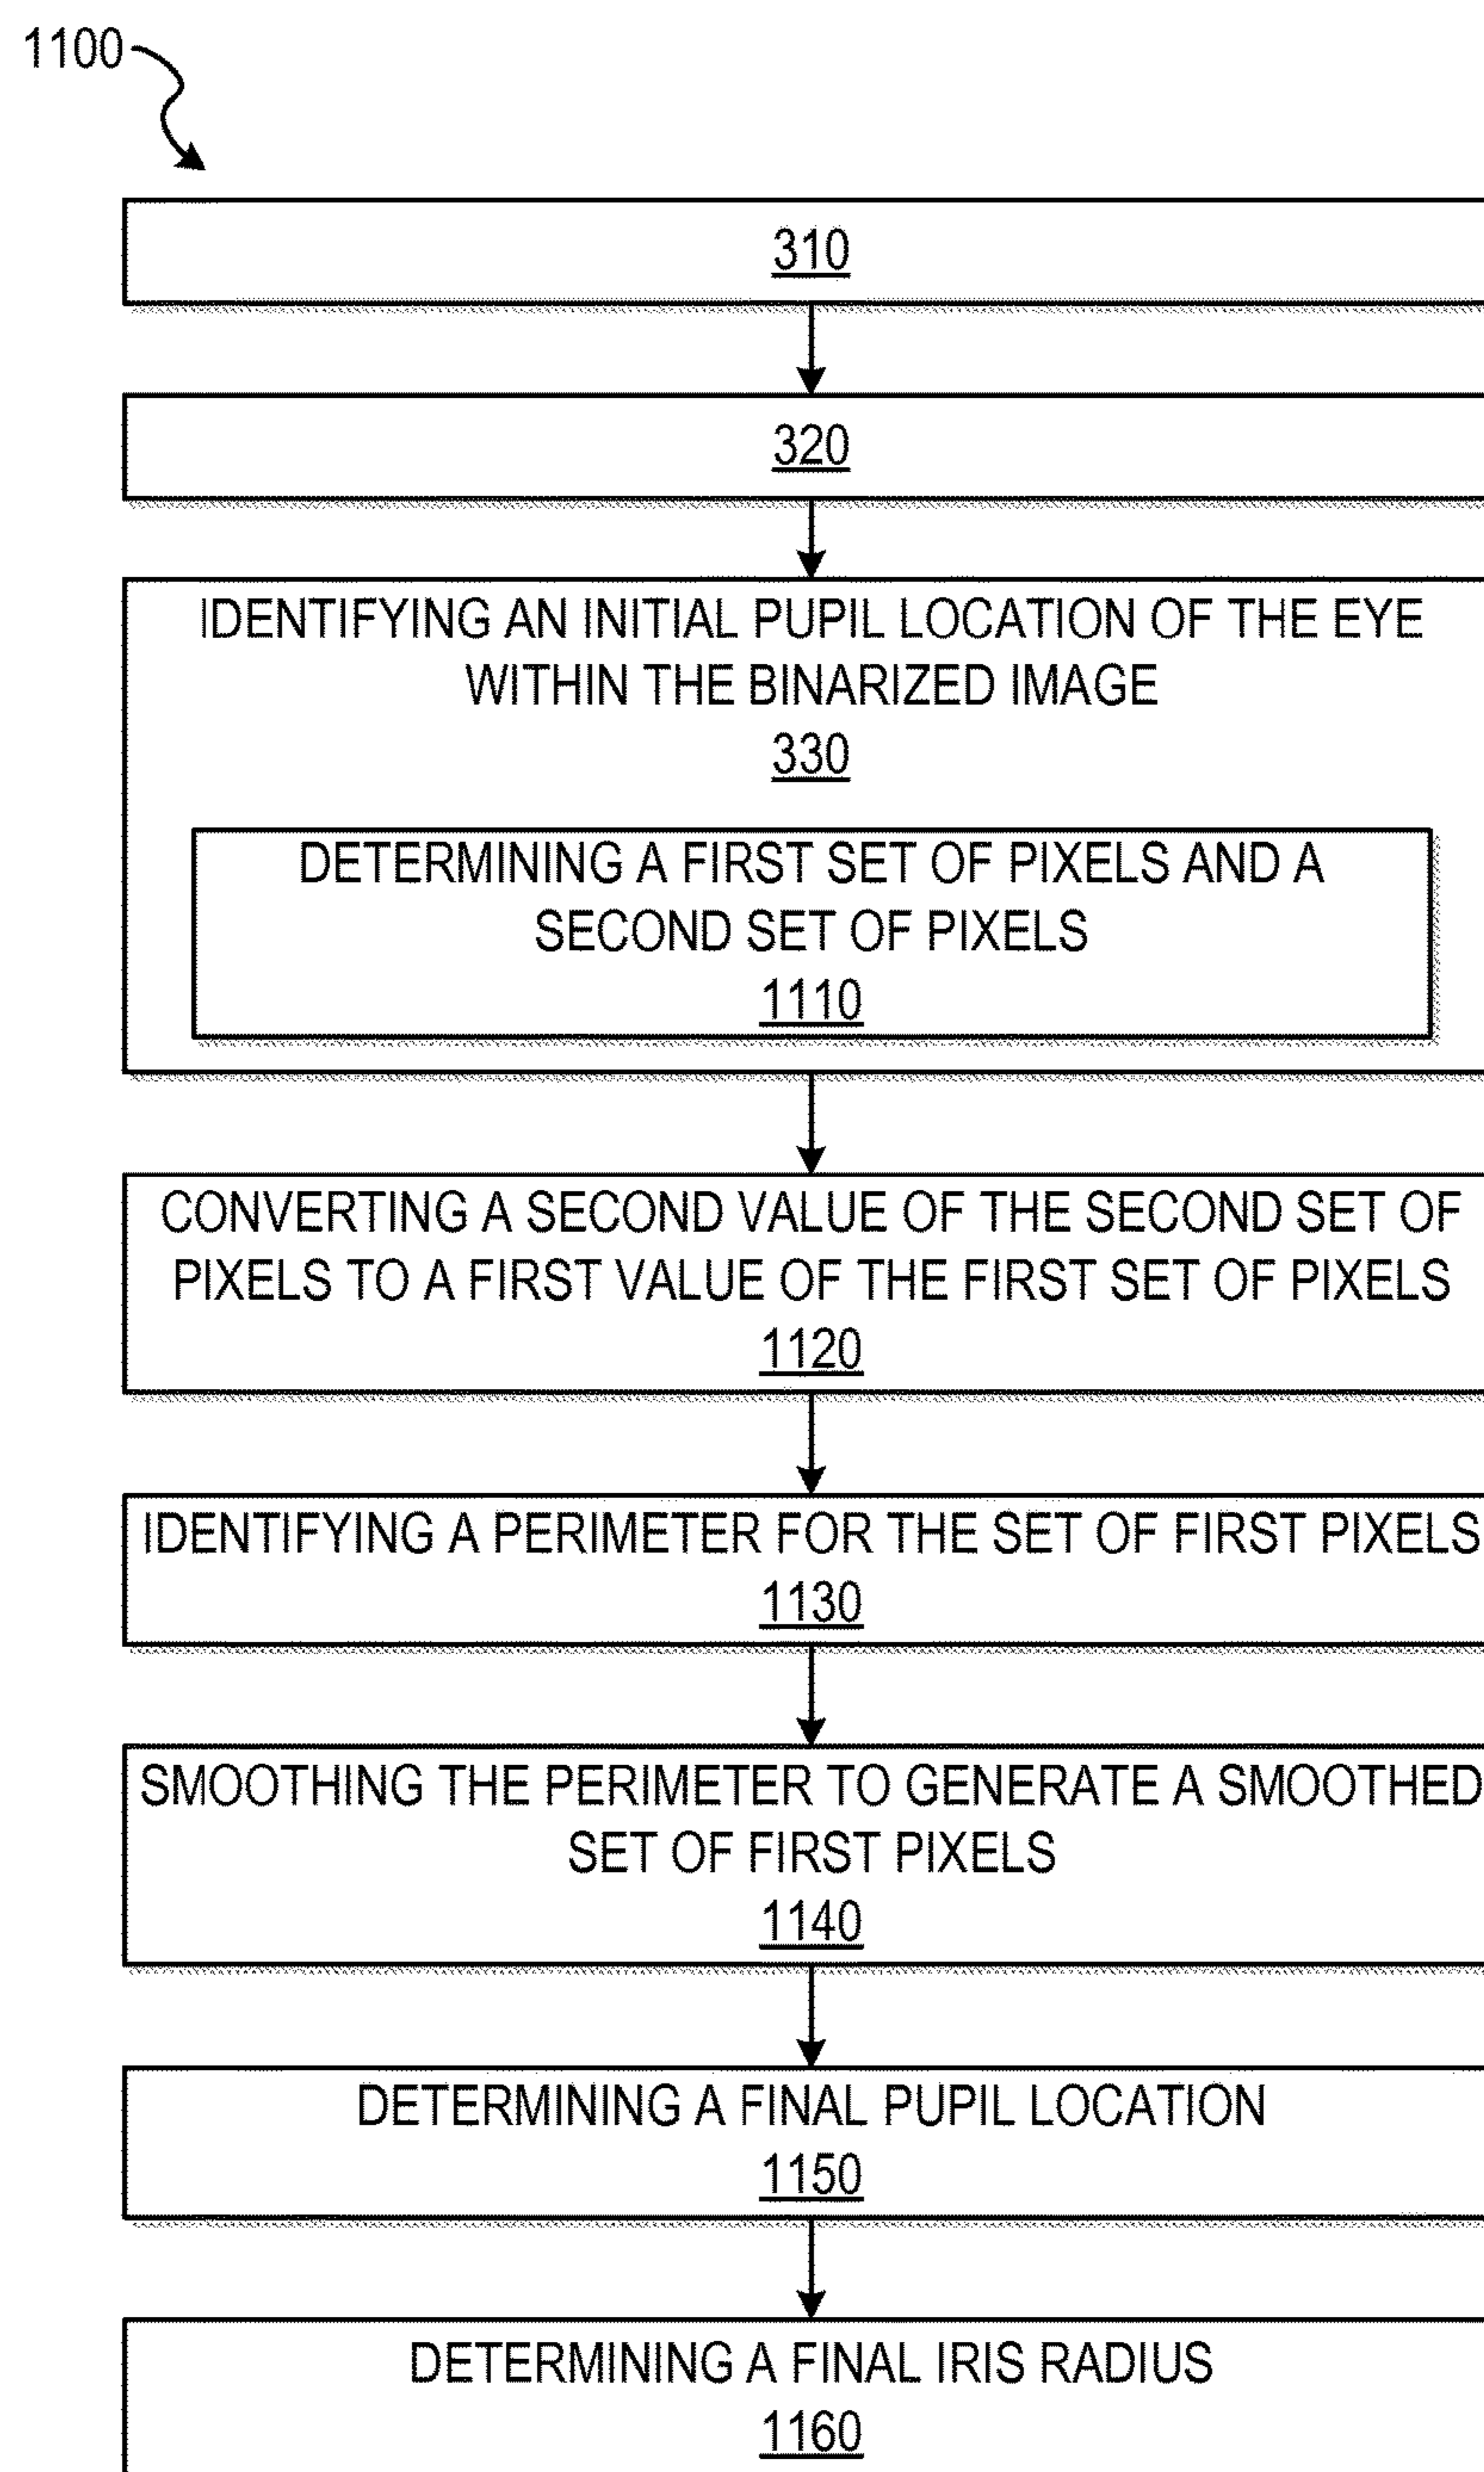 1100
310
320
IDENTIFYING AN INITIAL PUPIL LOCATION OF THE EYE
WITHIN THE BINARIZED IMAGE
330
DETERMINING A FIRST SET OF PIXELS AND A
SECOND SET OF PIXELS
1110
CONVERTING A SECOND VALUE OF THE SECOND SET OF
PIXELS TO A FIRST VALUE OF THE FIRST SET OF PIXELS
1120
IDENTIFYING A PERIMETER FOR THE SET OF FIRST PIXELS
1130
SMOOTHING THE PERIMETER TO GENERATE A SMOOTHED
SET OF FIRST PIXELS
1140
DETERMINING A FINAL PUPIL LOCATION
1150
DETERMINING A FINAL IRIS RADIUS
1160